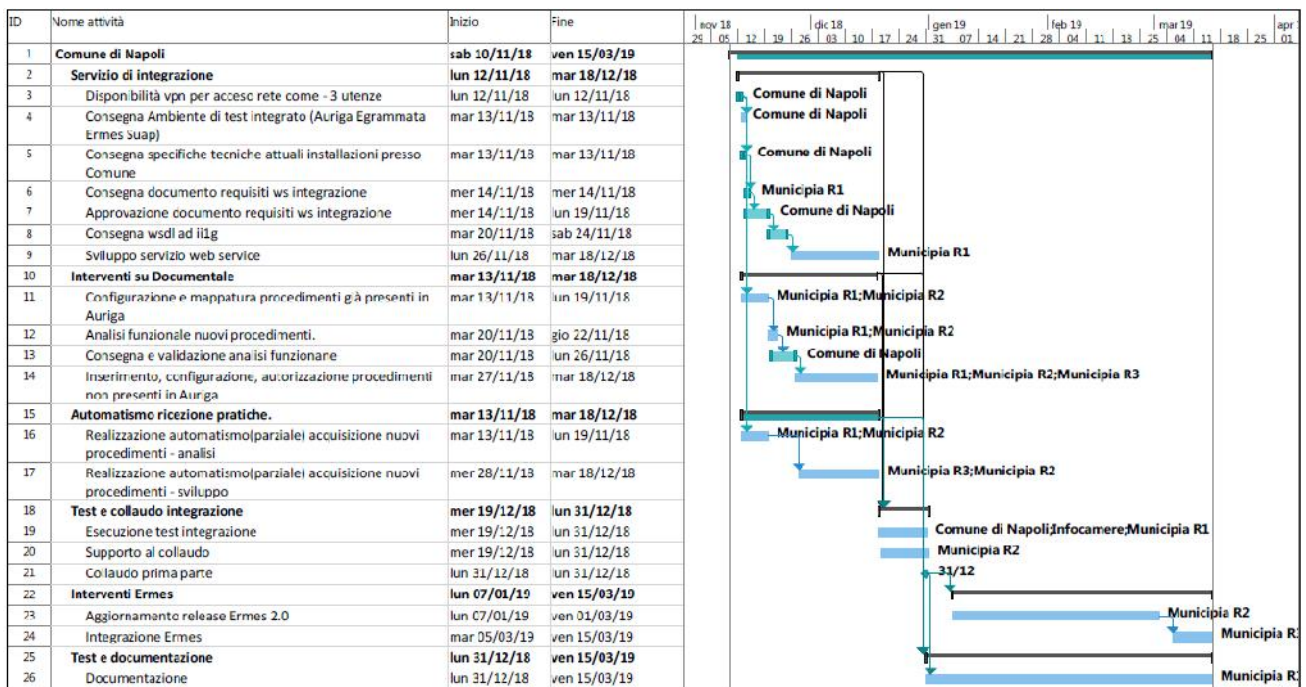 ID Nome attività Inizio Fine nov 18 dic 18 gen 19 feb 19 mar 19 apr
29 05 12 19 26 03 10 17 24 31 07 14 21 28 04 11 18 25 04 11 18 25 01
1 Comune di Napoli sab 10/11/18 ven 15/03/19
2 Servizio di integrazione lun 12/11/18 mar 18/12/18
3 Disponibilità vpn per acceso rete come - 3 utenze lun 12/11/18 lun 12/11/18 Comune di Napoli
4 Consegna Ambiente di test integrato (Auriga Egrammata mar 13/11/18 mar 13/11/18 Comune di Napoli
Ermes Suap)
5 Consegna specifiche tecniche attuali installazioni presso mar 13/11/18 mar 13/11/18 Comune di Napoli
Comune
6 Consegna documento requisiti ws integrazione mer 14/11/18 mer 14/11/18 Municipia R1
7 Approvazione documento requisiti ws integrazione mer 14/11/18 lun 19/11/18 Comune di Napoli
8 Consegna wsdl ad ii1g mar 20/11/18 sab 24/11/18
9 Sviluppo servizio web service lun 26/11/18 mar 18/12/18 Municipia R1
10 Interventi su Documentale mar 13/11/18 mar 18/12/18
11 Configurazione e mappatura procedimenti già presenti in mar 13/11/18 lun 19/11/18 Municipia R1;Municipia R2
Auriga
12 Analisi funzionale nuovi procedimenti. mar 20/11/18 gio 22/11/18 Municipia R1;Municipia R2
13 Consegna e validazione analisi funzionane mar 20/11/18 lun 26/11/18 Comune di Napoli
14 Inserimento, configurazione, autorizzazione procedimenti mar 27/11/18 mar 18/12/18 Municipia R1;Municipia R2;Municipia R3
non presenti in Auriga
15 Automatismo ricezione pratiche. mar 13/11/18 mar 18/12/18
16 Realizzazione automatismo(parziale) acquisizione nuovi mar 13/11/18 lun 19/11/18 Municipia R1;Municipia R2
procedimenti - analisi
17 Realizzazione automatismo(parziale) acquisizione nuovi mer 28/11/18 mar 18/12/18 Municipia R3;Municipia R2
procedimenti - sviluppo
18 Test e collaudo integrazione mer 19/12/18 lun 31/12/18
19 Esecuzione test integrazione mer 19/12/18 lun 31/12/18 Comune di Napoli;Infocamere;Municipia R1
20 Supporto al collaudo mer 19/12/18 lun 31/12/18 Municipia R2
21 Collaudo prima parte lun 31/12/18 lun 31/12/18 31/12
22 Interventi Ermes lun 07/01/19 ven 15/03/19
23 Aggiornamento release Ermes 2.0 lun 07/01/19 ven 01/03/19 Municipia R2
24 Integrazione Ermes mar 05/03/19 ven 15/03/19 Municipia
25 Test e documentazione lun 31/12/18 ven 15/03/19
26 Documentazione lun 31/12/18 ven 15/03/19 Municipia